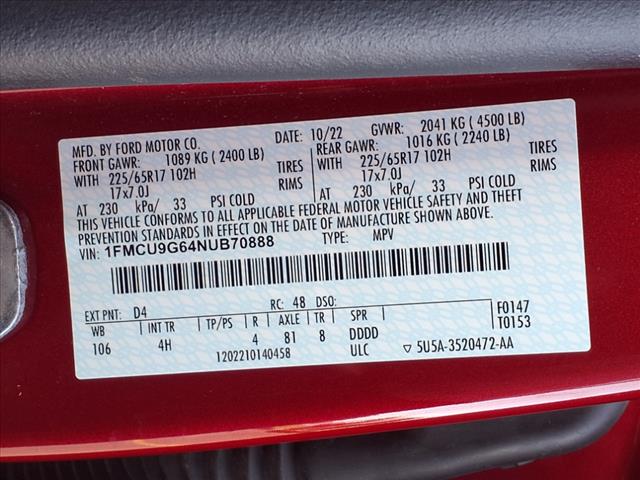 MFD. BY FORD MOTOR CO. DATE: 10/22 GVWR: 2041 KG (4500 LB)
FRONT GAWR: 1089 KG (2400 LB) REAR GAWR: 1016 KG (2240 LB)
WITH 225/65R17 102H TIRES WITH 225/65R17 102H TIRES
17x7.0J RIMS 17x7.0J RIMS
AT 230 kPa/ 33 PSI COLD AT 230 kPa/ 33 PSI COLD
THIS VEHICLE CONFORMS TO ALL APPLICABLE FEDERAL MOTOR VEHICLE SAFETY AND THEFT
PREVENTION STANDARDS IN EFFECT ON THE DATE OF MANUFACTURE SHOWN ABOVE.
VIN: 1FMCU9G64NUB70888 TYPE: MPV
EXT PNT: D4 RC: 48 DSO: F0147
WB INT TR TP/PS R AXLE TR SPR T0153
106 4H 4 81 8 DDDD
1202210140458 ULC ▽ 5U5A-3520472-AA